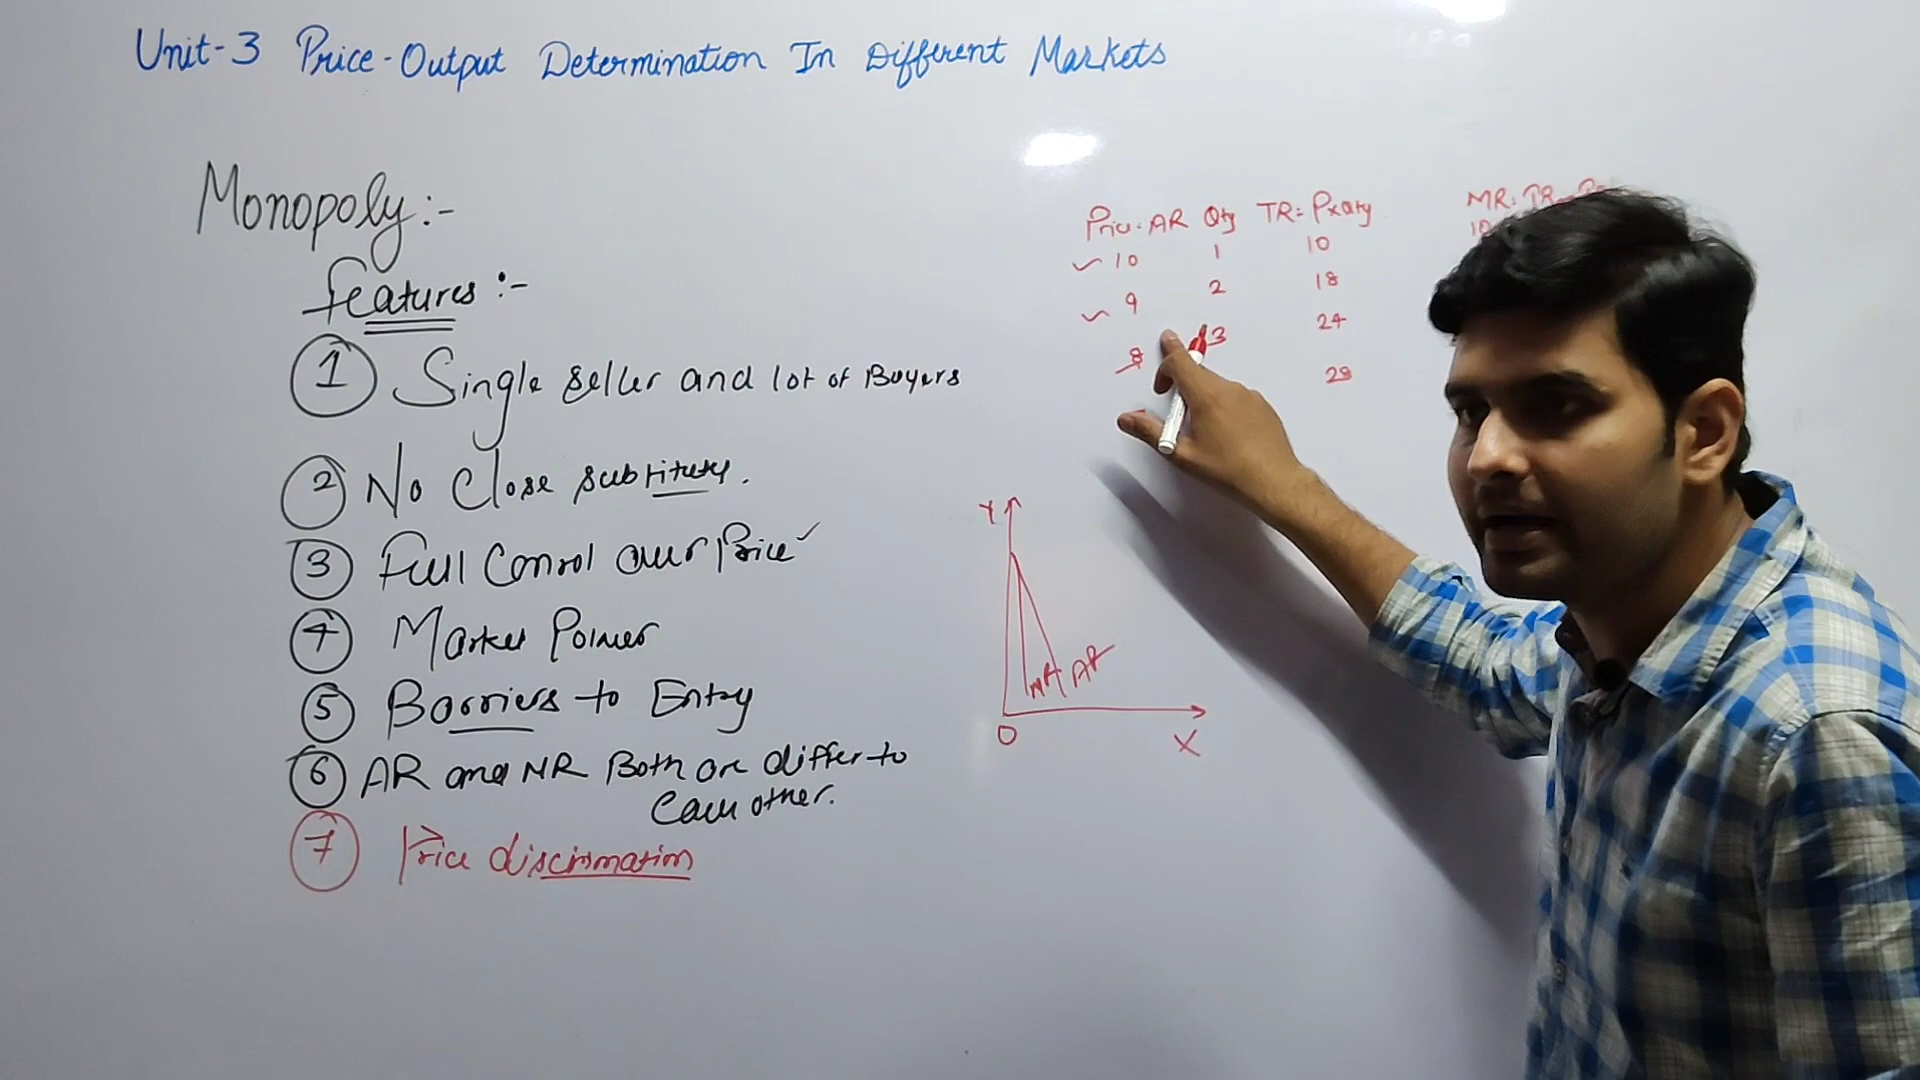 Unit-3 Price-Output Determination In Different Markets
Monopoly:-
features:-
1 Single seller and lot of Buyers
2 No Close substitutes.
3 Full Control over Price
4 Market Power
5 Barriers to Entry
6 AR and MR Both are differ to
Each other.
7 Price
Price=AR Qty TR=PxQty MR=TR
10 1 10 10
9 2 18
8 3 24
28
Y
MR AR
O X